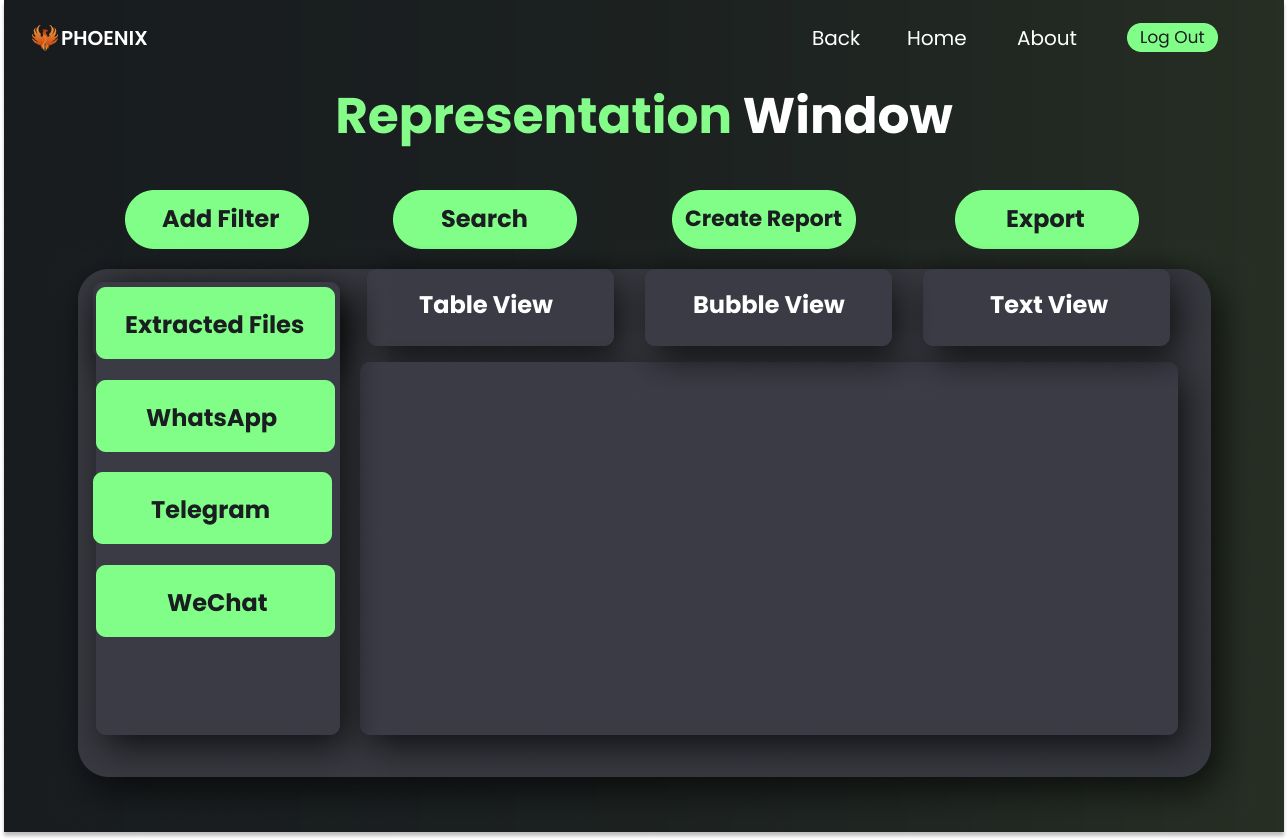 PHOENIX
Back
Home
About
Log Out
Representation Window
Add Filter
Search
Create Report
Export
Extracted Files
Table View
Bubble View
Text View
WhatsApp
Telegram
WeChat